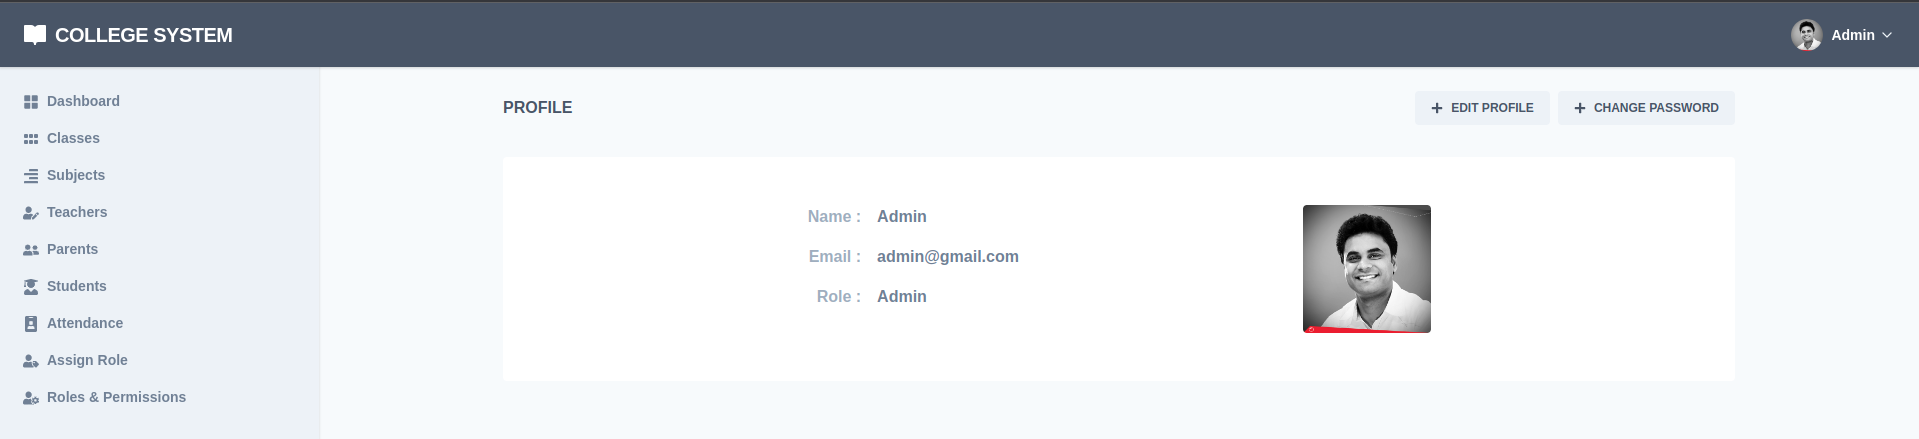 COLLEGE SYSTEM
Admin
Dashboard
Classes
Subjects
Teachers
Parents
Students
Attendance
Assign Role
Roles & Permissions
PROFILE
EDIT PROFILE
CHANGE PASSWORD
Name : Admin
Email : admin@gmail.com
Role : Admin